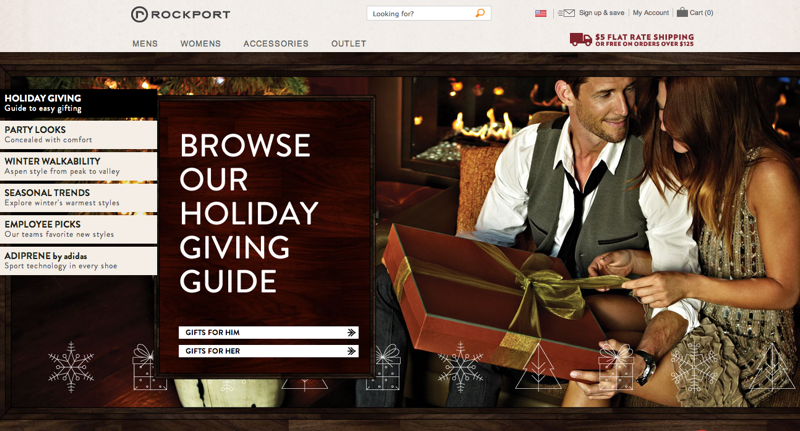 ROCKPORT
Looking for?
Sign up & save
My Account
Cart (0)
MENS
WOMENS
ACCESSORIES
OUTLET
$5 FLAT RATE SHIPPING
OR FREE ON ORDERS OVER $125
HOLIDAY GIVING
Guide to easy gifting
PARTY LOOKS
Concealed with comfort
WINTER WALKABILITY
Aspen style from peak to valley
SEASONAL TRENDS
Explore winter's warmest styles
EMPLOYEE PICKS
Our teams favorite new styles
ADIPRENE by adidas
Sport technology in every shoe
BROWSE
OUR
HOLIDAY
GIVING
GUIDE
GIFTS FOR HIM
GIFTS FOR HER